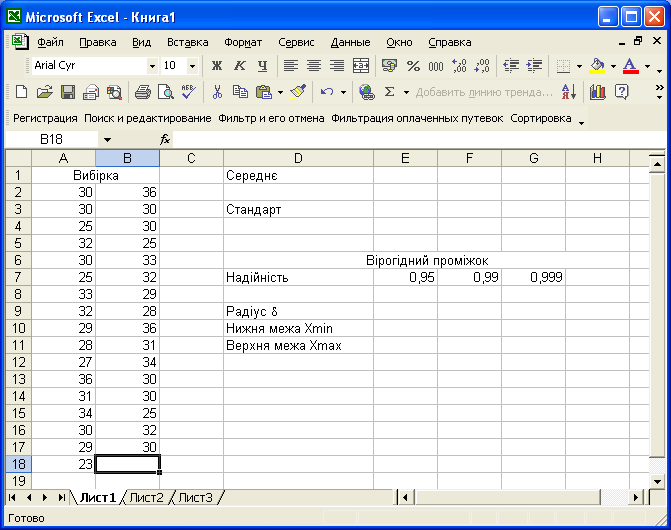 Microsoft Excel - Книга1
Файл Правка Вид Вставка Формат Сервис Данные Окно Справка
Arial Cyr 10 Ж К Ч % 000
Добавить линию тренда...
Регистрация Поиск и редактирование Фильтр и его отмена Фильтрация оплаченных путевок Сортировка
B18 fx
A B C D E F G H
1 Вибірка Середнє
2 30 36
3 30 30 Стандарт
4 25 30
5 32 25
6 30 33 Вірогідний проміжок
7 25 32 Надійність 0,95 0,99 0,999
8 33 29
9 32 28 Радіус δ
10 29 36 Нижня межа Xmin
11 28 31 Верхня межа Xmax
12 27 34
13 36 30
14 31 30
15 34 25
16 30 32
17 29 30
18 23
19
Лист1 Лист2 Лист3
Готово